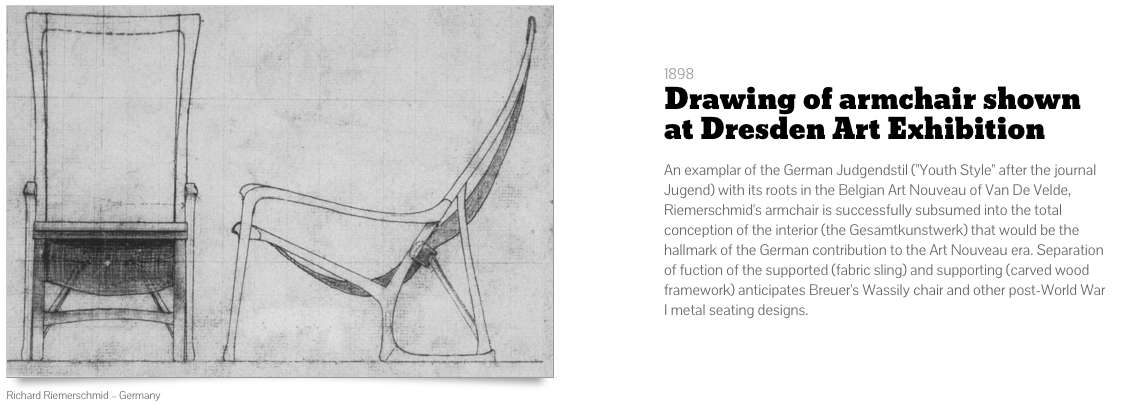 1898
Drawing of armchair shown
at Dresden Art Exhibition
An examplar of the German Judgendstil ("Youth Style" after the journal
Jugend) with its roots in the Belgian Art Nouveau of Van De Velde,
Riemerschmid's armchair is successfully subsumed into the total
conception of the interior (the Gesamtkunstwerk) that would be the
hallmark of the German contribution to the Art Nouveau era. Separation
of fuction of the supported (fabric sling) and supporting (carved wood
framework) anticipates Breuer's Wassily chair and other post-World War
I metal seating designs.
Richard Riemerschmid – Germany